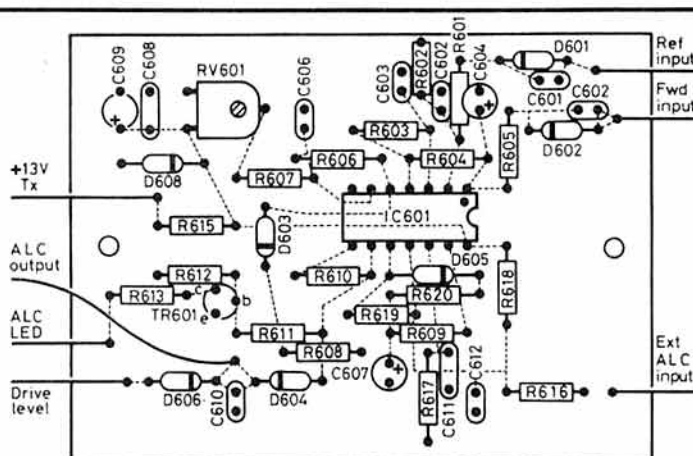 C609
C608
RV601
C606
C603
R602
C602
R601
C604
D601
C601
C602
D602
Ref
input
Fwd
input
R603
R604
R605
R606
R607
+13V
Tx
D608
R615
D603
IC601
ALC
output
R612
R613
c
b
e
TR601
R610
D605
R620
R618
R619
R611
R609
R608
ALC
LED
C607
C612
Ext
ALC
input
Drive
level
D606
C610
D604
R617
C611
R616